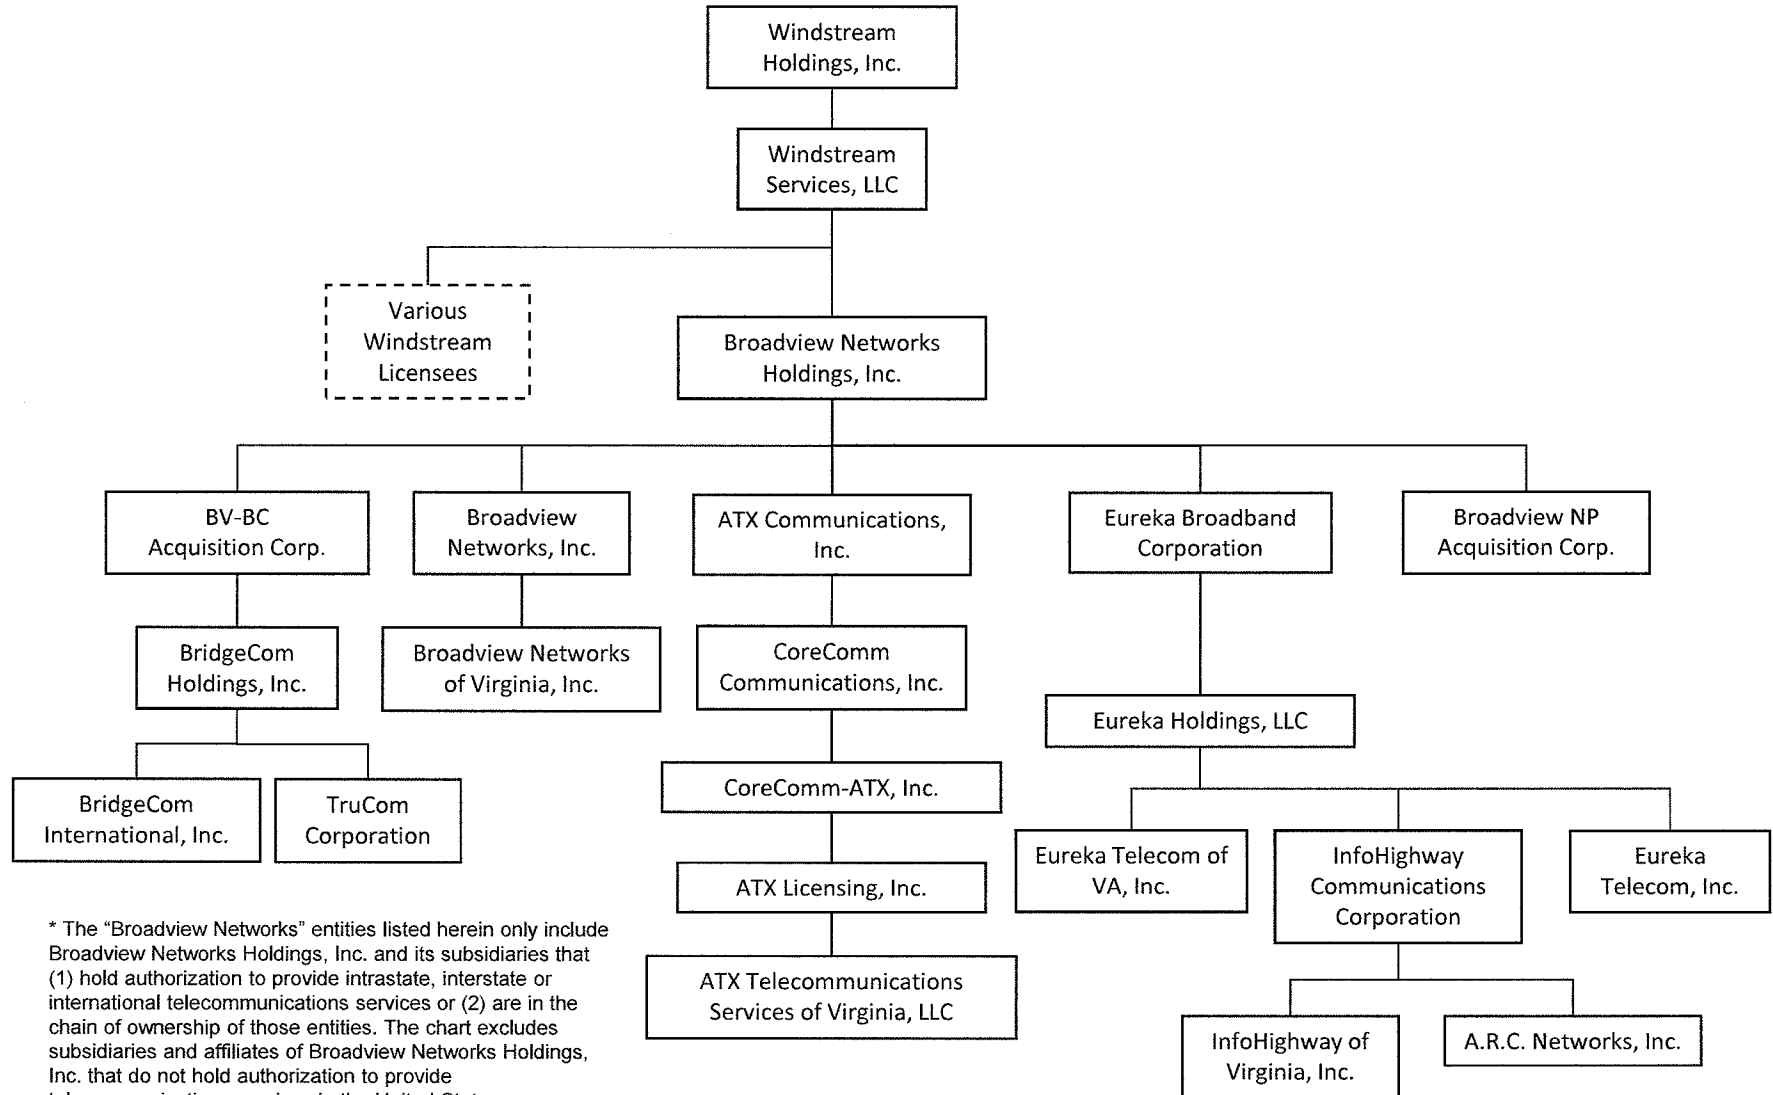 Windstream
Holdings, Inc.
Windstream
Services, LLC
Various
Windstream
Licensees
Broadview Networks
Holdings, Inc.
BV-BC
Acquisition Corp.
Broadview
Networks, Inc.
ATX Communications,
Inc.
Eureka Broadband
Corporation
Broadview NP
Acquisition Corp.
BridgeCom
Holdings, Inc.
Broadview Networks
of Virginia, Inc.
CoreComm
Communications, Inc.
Eureka Holdings, LLC
BridgeCom
International, Inc.
TruCom
Corporation
CoreComm-ATX, Inc.
Eureka Telecom of
VA, Inc.
InfoHighway
Communications
Corporation
Eureka
Telecom, Inc.
ATX Licensing, Inc.
ATX Telecommunications
Services of Virginia, LLC
InfoHighway of
Virginia, Inc.
A.R.C. Networks, Inc.
* The “Broadview Networks” entities listed herein only include
Broadview Networks Holdings, Inc. and its subsidiaries that
(1) hold authorization to provide intrastate, interstate or
international telecommunications services or (2) are in the
chain of ownership of those entities. The chart excludes
subsidiaries and affiliates of Broadview Networks Holdings,
Inc. that do not hold authorization to provide